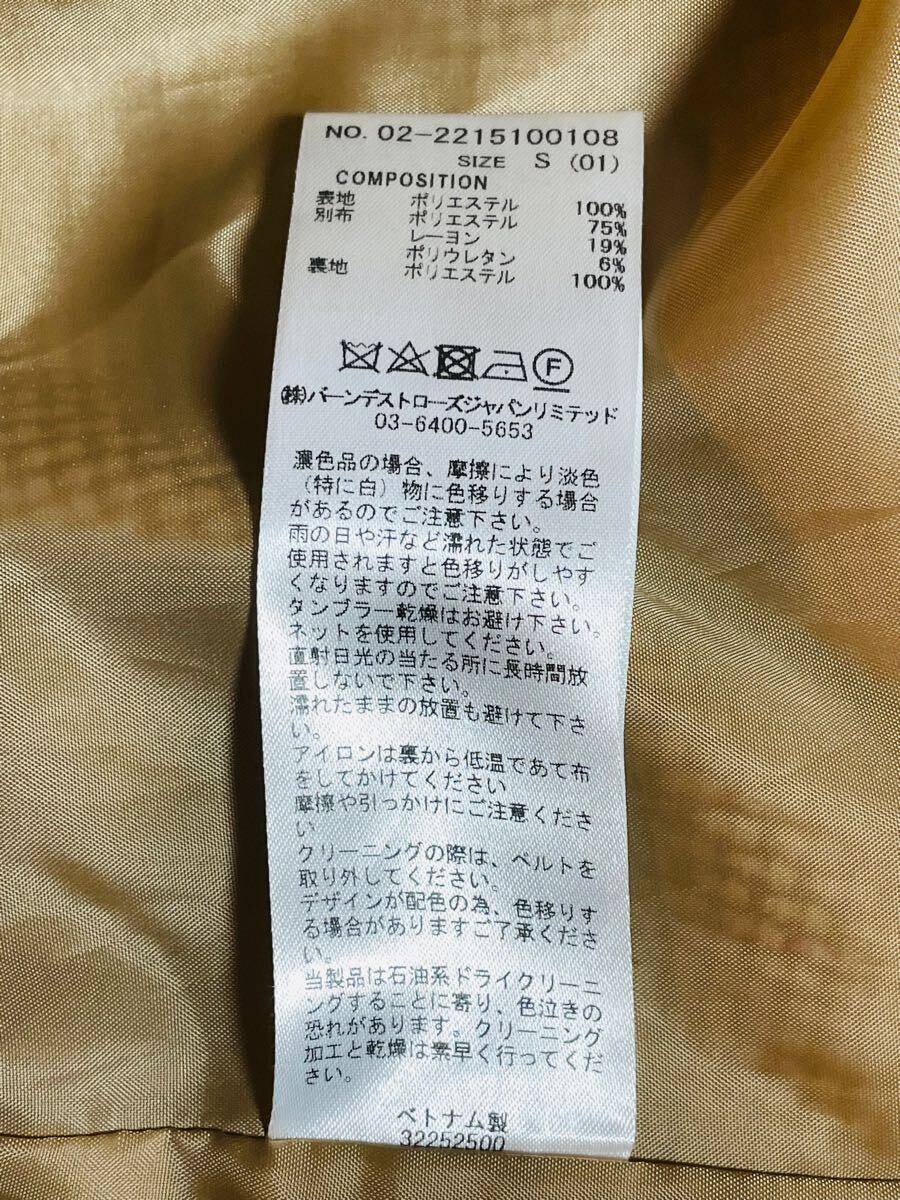 NO. 02-2215100108
SIZE S (01)
COMPOSITION
表地 ポリエステル 100%
別布 ポリエステル 75%
レーヨン 19%
ポリウレタン 6%
裏地 ポリエステル 100%
F
㈱バーンデストローズジャパンリミテッド
03-6400-5653
濃色品の場合、摩擦により淡色
(特に白)物に色移りする場合
があるのでご注意下さい。
雨の日や汗など濡れた状態でご
使用されますと色移りがしやす
くなりますのでご注意下さい。
タンブラー乾燥はお避け下さい。
ネットを使用してください。
直射日光の当たる所に長時間放
置しないで下さい。
濡れたままの放置も避けて下さ
い。
アイロンは裏から低温であて布
をしてかけてください
摩擦や引っかけにご注意くださ
い
クリーニングの際は、ベルトを
取り外してください。
デザインが配色の為、色移りす
る場合がありますご了承くださ
い。
当製品は石油系ドライクリーニ
ングすることに寄り、色泣きの
恐れがあります。クリーニング
加工と乾燥は素早く行ってくだ
さい。
ベトナム製
32252500